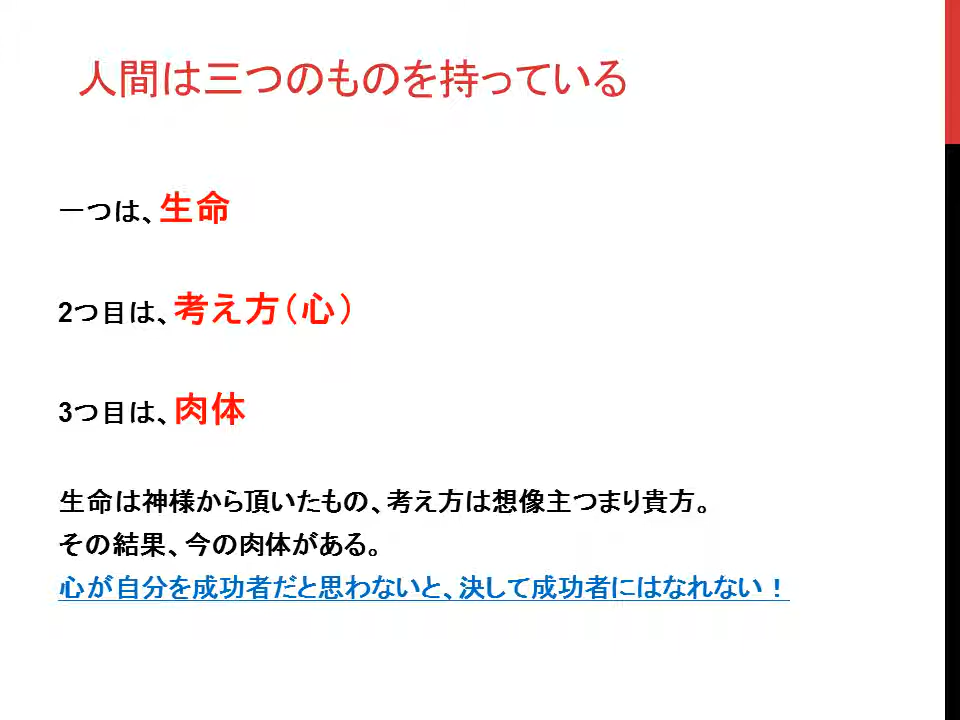 人間は三つのものを持っている
一つは、生命
2つ目は、考え方（心）
3つ目は、肉体
生命は神様から頂いたもの、考え方は想像主つまり貴方。
その結果、今の肉体がある。
心が自分を成功者だと思わないと、決して成功者にはなれない！